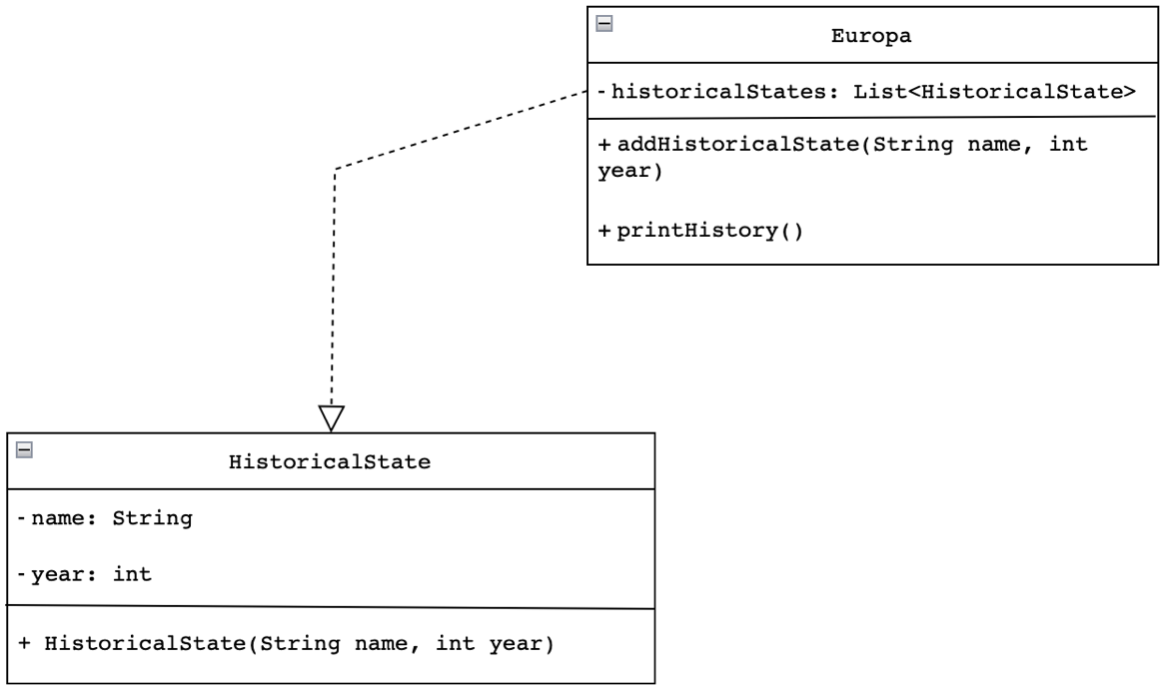 Europa
- historicalStates: List<HistoricalState>
+ addHistoricalState(String name, int
year)
+ printHistory()
HistoricalState
- name: String
- year: int
+ HistoricalState(String name, int year)